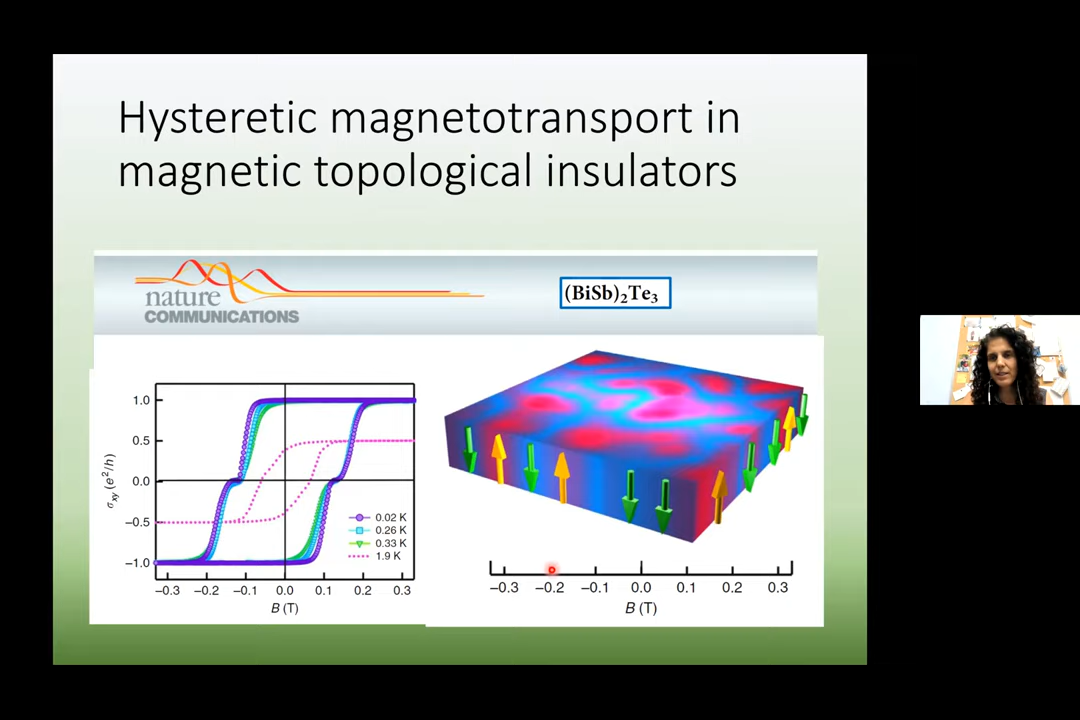 Hysteretic magnetotransport in
magnetic topological insulators
nature
COMMUNICATIONS
(BiSb)₂Te₃
σxy (e²/h)
1.0
0.5
0.0
−0.5
−1.0
0.02 K
0.26 K
0.33 K
1.9 K
−0.3 −0.2 −0.1 0.0 0.1 0.2 0.3
B (T)
−0.3 −0.2 −0.1 0.0 0.1 0.2 0.3
B (T)